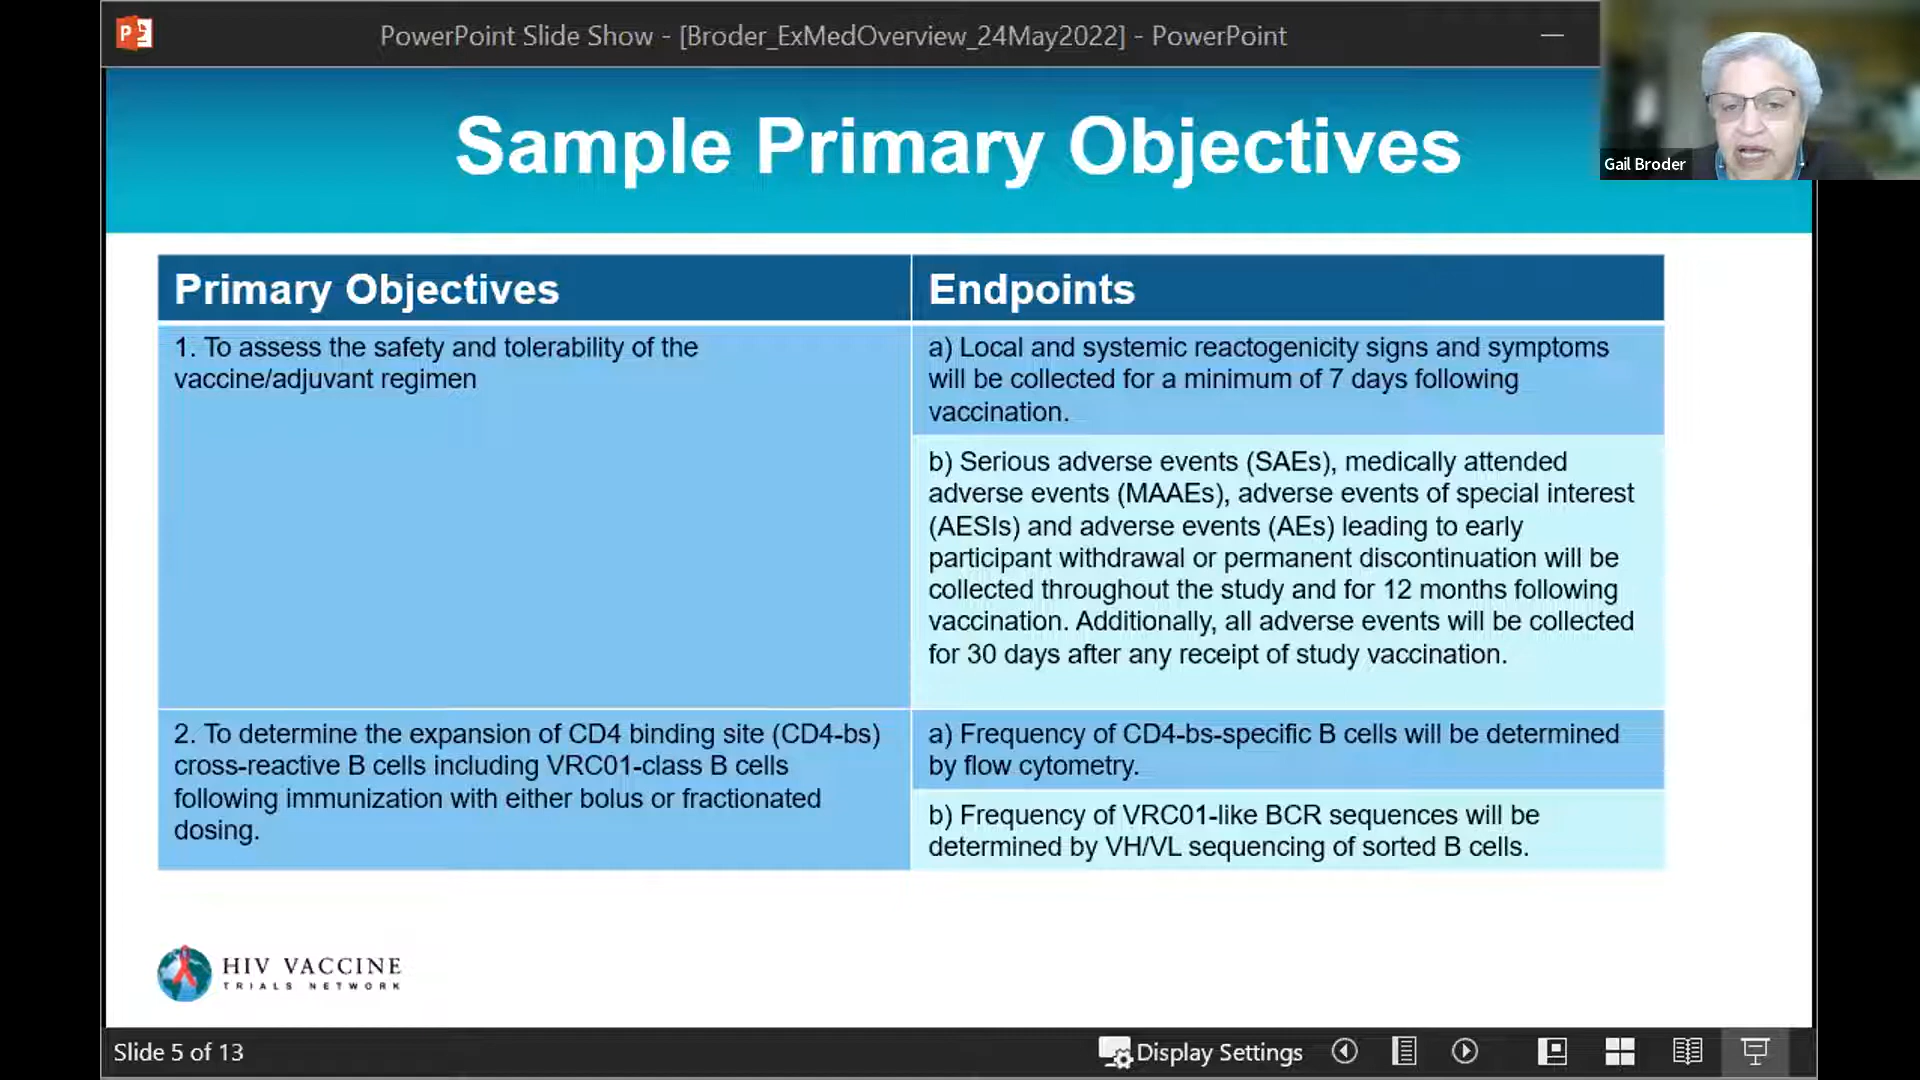 PowerPoint Slide Show - [Broder_ExMedOverview_24May2022] - PowerPoint
Gail Broder
Sample Primary Objectives
Primary Objectives
Endpoints
1. To assess the safety and tolerability of the
vaccine/adjuvant regimen
a) Local and systemic reactogenicity signs and symptoms
will be collected for a minimum of 7 days following
vaccination.
b) Serious adverse events (SAEs), medically attended
adverse events (MAAEs), adverse events of special interest
(AESIs) and adverse events (AEs) leading to early
participant withdrawal or permanent discontinuation will be
collected throughout the study and for 12 months following
vaccination. Additionally, all adverse events will be collected
for 30 days after any receipt of study vaccination.
2. To determine the expansion of CD4 binding site (CD4-bs)
cross-reactive B cells including VRC01-class B cells
following immunization with either bolus or fractionated
dosing.
a) Frequency of CD4-bs-specific B cells will be determined
by flow cytometry.
b) Frequency of VRC01-like BCR sequences will be
determined by VH/VL sequencing of sorted B cells.
HIV VACCINE
TRIALS NETWORK
Slide 5 of 13
Display Settings